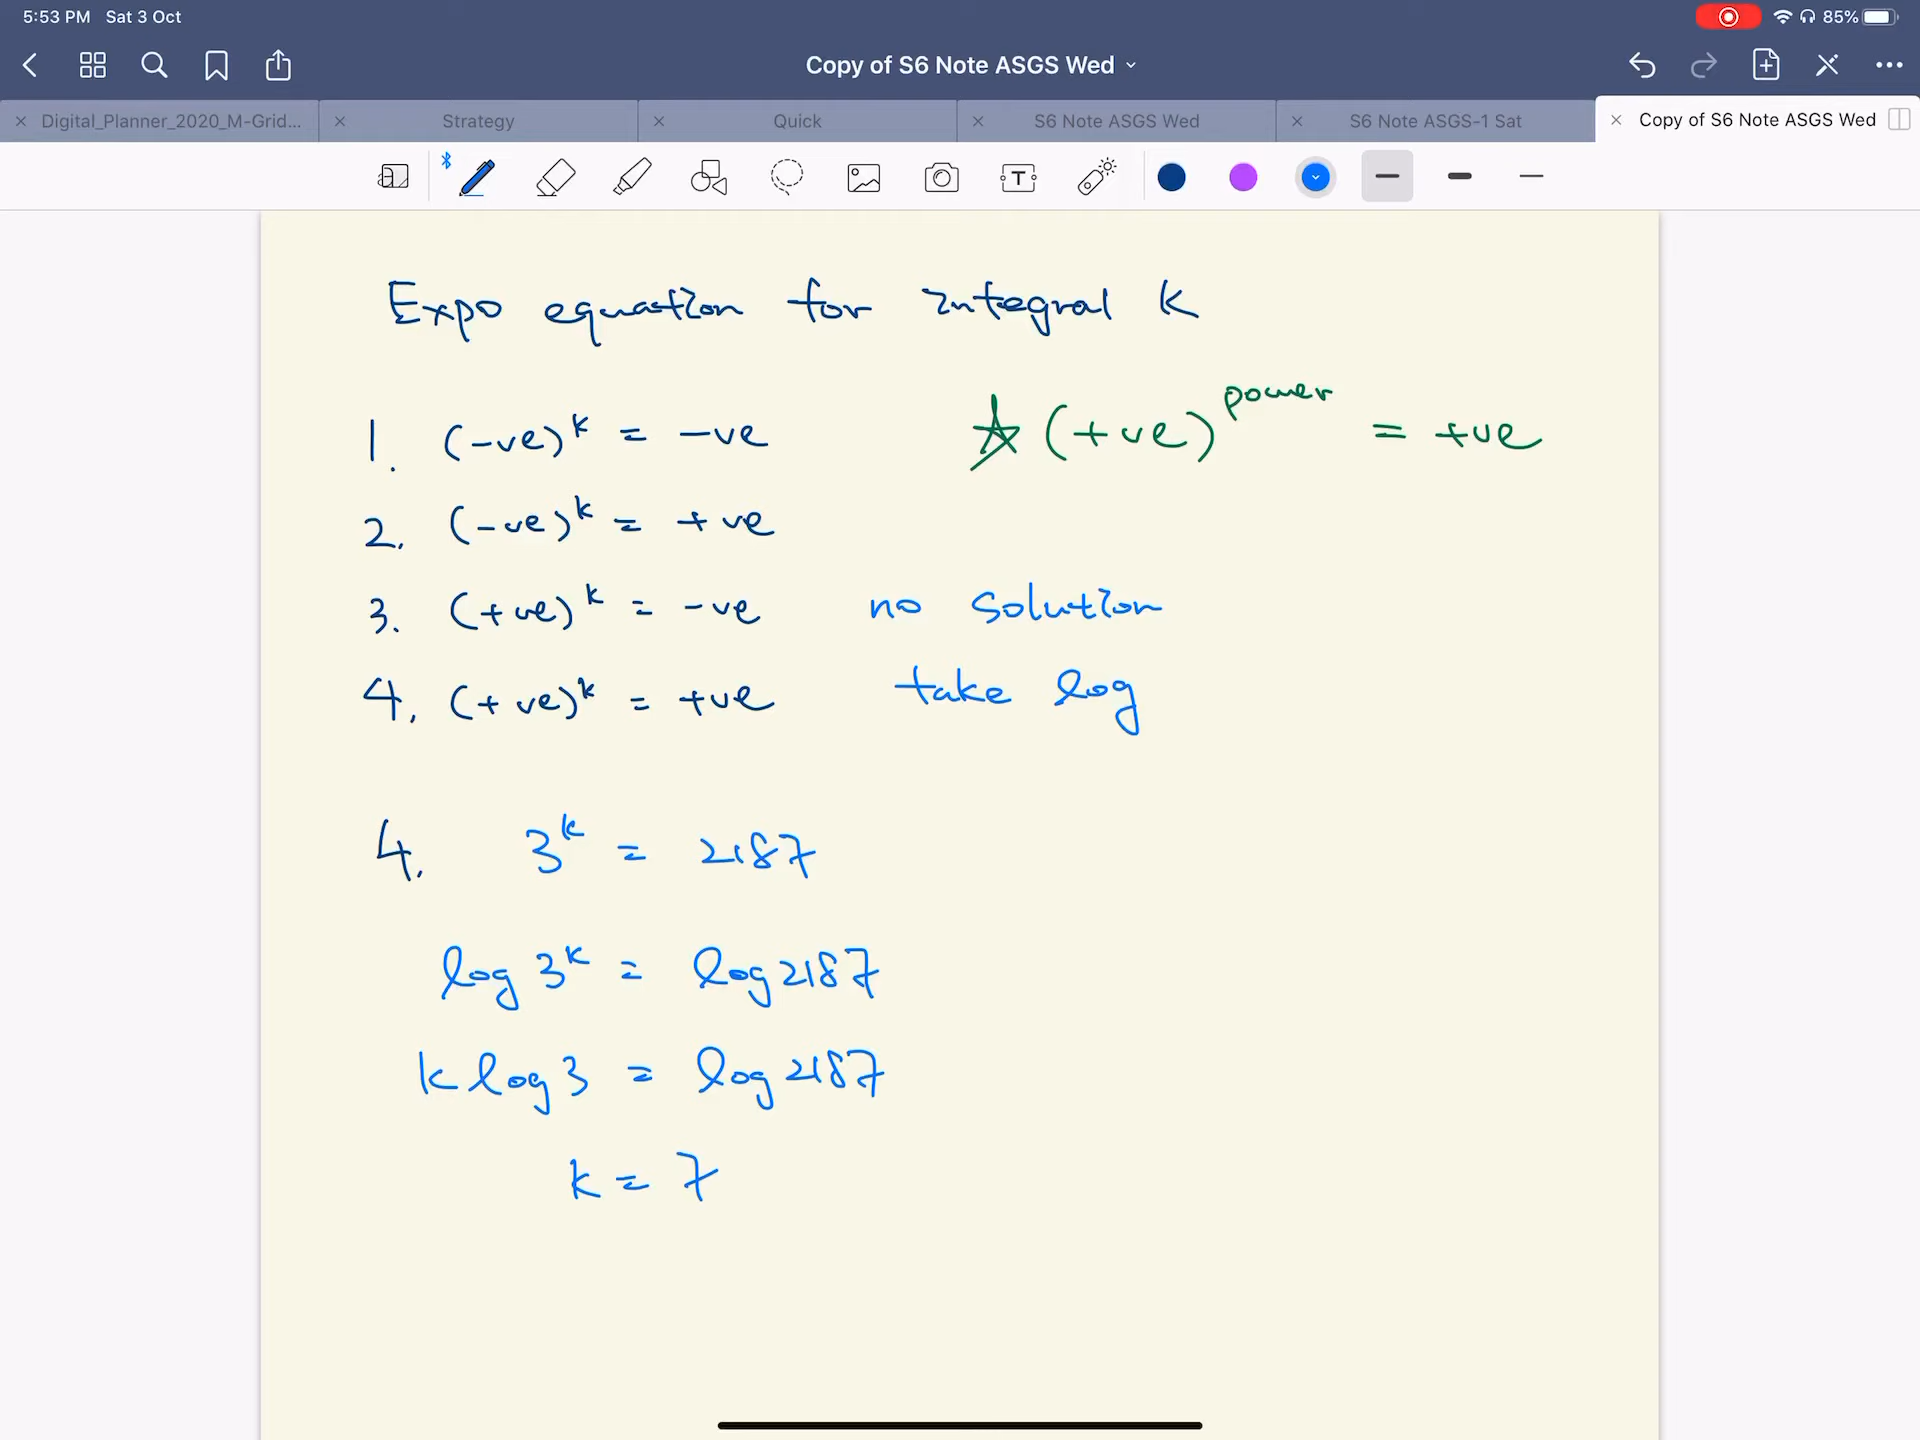 5:53 PM Sat 3 Oct
85%
Copy of S6 Note ASGS Wed
Digital_Planner_2020_M-Grid...
Strategy
Quick
S6 Note ASGS Wed
S6 Note ASGS-1 Sat
Copy of S6 Note ASGS Wed
Expo equation for integral k
1. (-ve)^k = -ve
☆ (+ve)^power = +ve
2. (-ve)^k = +ve
3. (+ve)^k = -ve no solution
4. (+ve)^k = +ve take log
4. 3^k = 2187
log 3^k = log 2187
k log 3 = log 2187
k = 7